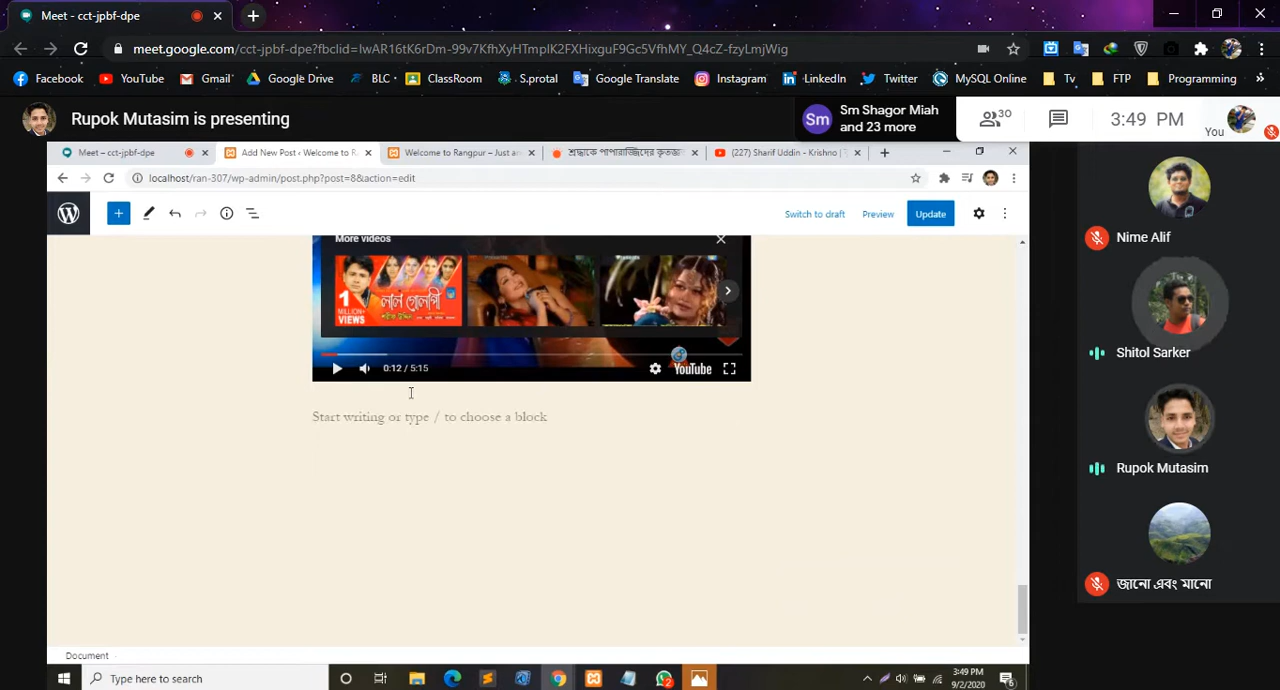 Meet - cct-jpbf-dpe
meet.google.com/cct-jpbf-dpe?fbclid=IwAR16tK6rDm-99v7KfhXyHTmplK2FXHixguF9Gc5VfhMY_Q4cZ-fzyLmjWig
Facebook YouTube Gmail Google Drive BLC ClassRoom S.protal Google Translate Instagram LinkedIn Twitter MySQL Online Tv FTP Programming
Rupok Mutasim is presenting
Sm
Sm Shagor Miah
and 23 more
30
3:49 PM
You
Meet – cct-jpbf-dpe
Add New Post ‹ Welcome to R
Welcome to Rangpur – Just an
শ্রদ্ধাকে পাপারাজ্জিদের কৃতজ্ঞ
(227) Sharif Uddin - Krishno | T
localhost/ran-307/wp-admin/post.php?post=8&action=edit
Switch to draft Preview Update
More videos
1
MILLION+
VIEWS
লাল গোলাপী
0:12 / 5:15
YouTube
Start writing or type / to choose a block
Document
Type here to search
2
3:49 PM
9/2/2020
6
Nime Alif
Shitol Sarker
Rupok Mutasim
জানো এবং মানো